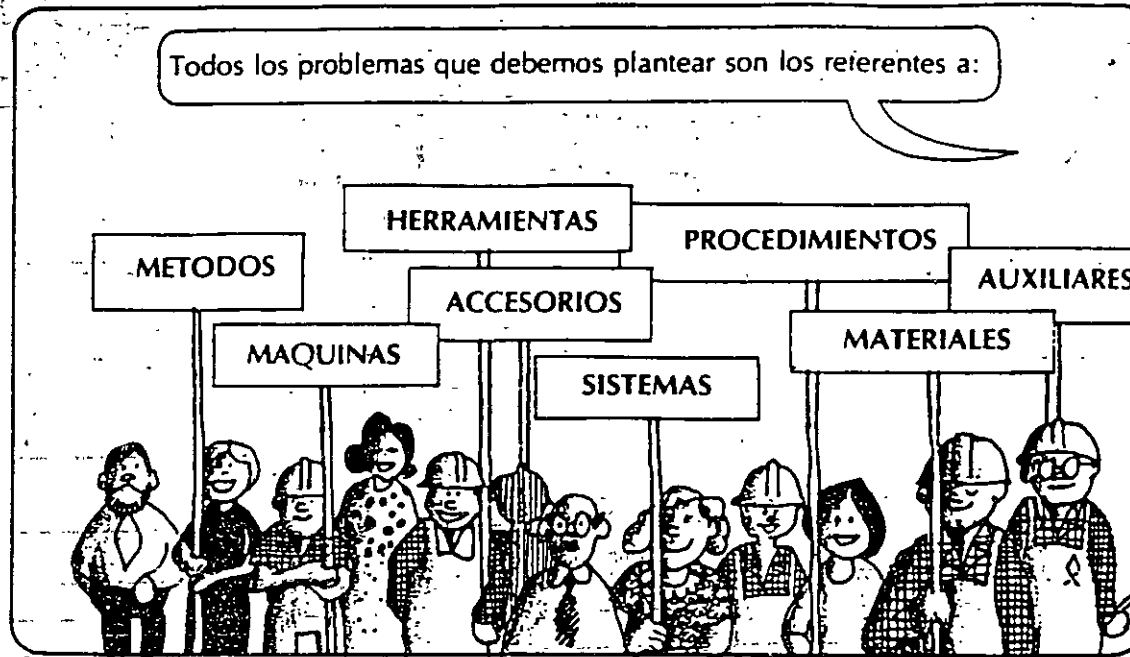 Todos los problemas que debemos plantear son los referentes a:
HERRAMIENTAS
PROCEDIMIENTOS
METODOS
AUXILIARES
ACCESORIOS
MAQUINAS
MATERIALES
SISTEMAS